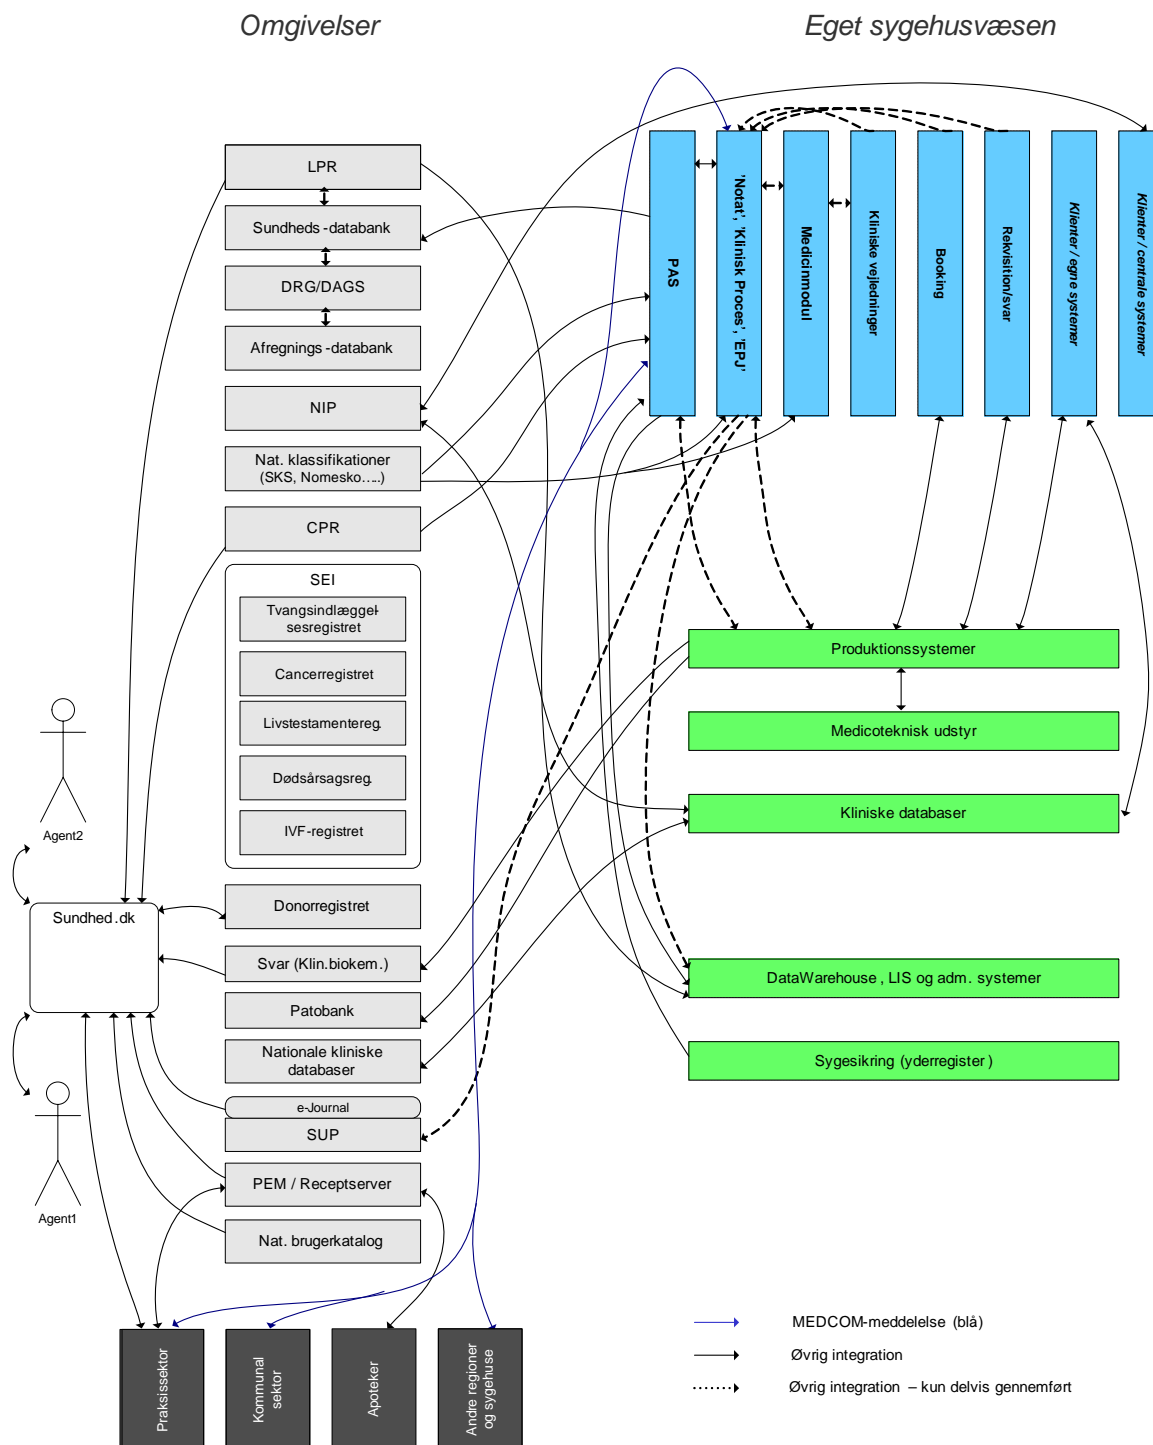 Omgivelser
Eget sygehusvæsen
LPR
Sundheds-databank
DRG/DAGS
Afregnings-databank
NIP
Nat. klassifikationer
(SKS, Nomesko.....)
CPR
SEI
Tvangsindlæggel-
sesregistret
Cancerregistret
Livstestamentereg.
Dødsårsagsreg.
IVF-registret
Donorregistret
Svar (Klin.biokem.)
Patobank
Nationale kliniske
databaser
e-Journal
SUP
PEM / Receptserver
Nat. brugerkatalog
Agent2
Sundhed.dk
Agent1
PAS
'Notat', 'Klinisk Proces', 'EPJ'
Medicinmodul
Kliniske vejledninger
Booking
Rekvisition/svar
Klienter / egne systemer
Klienter / centrale systemer
Produktionssystemer
Medicoteknisk udstyr
Kliniske databaser
DataWarehouse, LIS og adm. systemer
Sygesikring (yderregister)
Praksissektor
Kommunal
sektor
Apoteker
Andre regioner
og sygehuse
MEDCOM-meddelelse (blå)
Øvrig integration
Øvrig integration – kun delvis gennemført